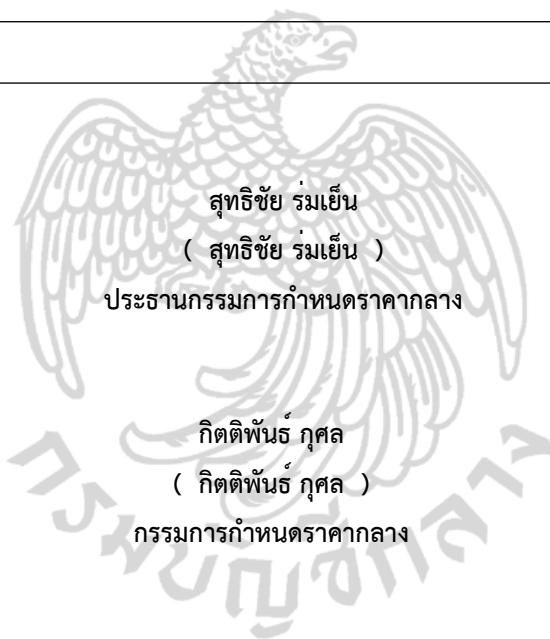 สุทธิชัย ร่มเย็น
( สุทธิชัย ร่มเย็น )
ประธานกรรมการกำหนดราคากลาง
กิตติพันธ์ กุศล
( กิตติพันธ์ กุศล )
กรรมการกำหนดราคากลาง
กรมบัญชีกลาง